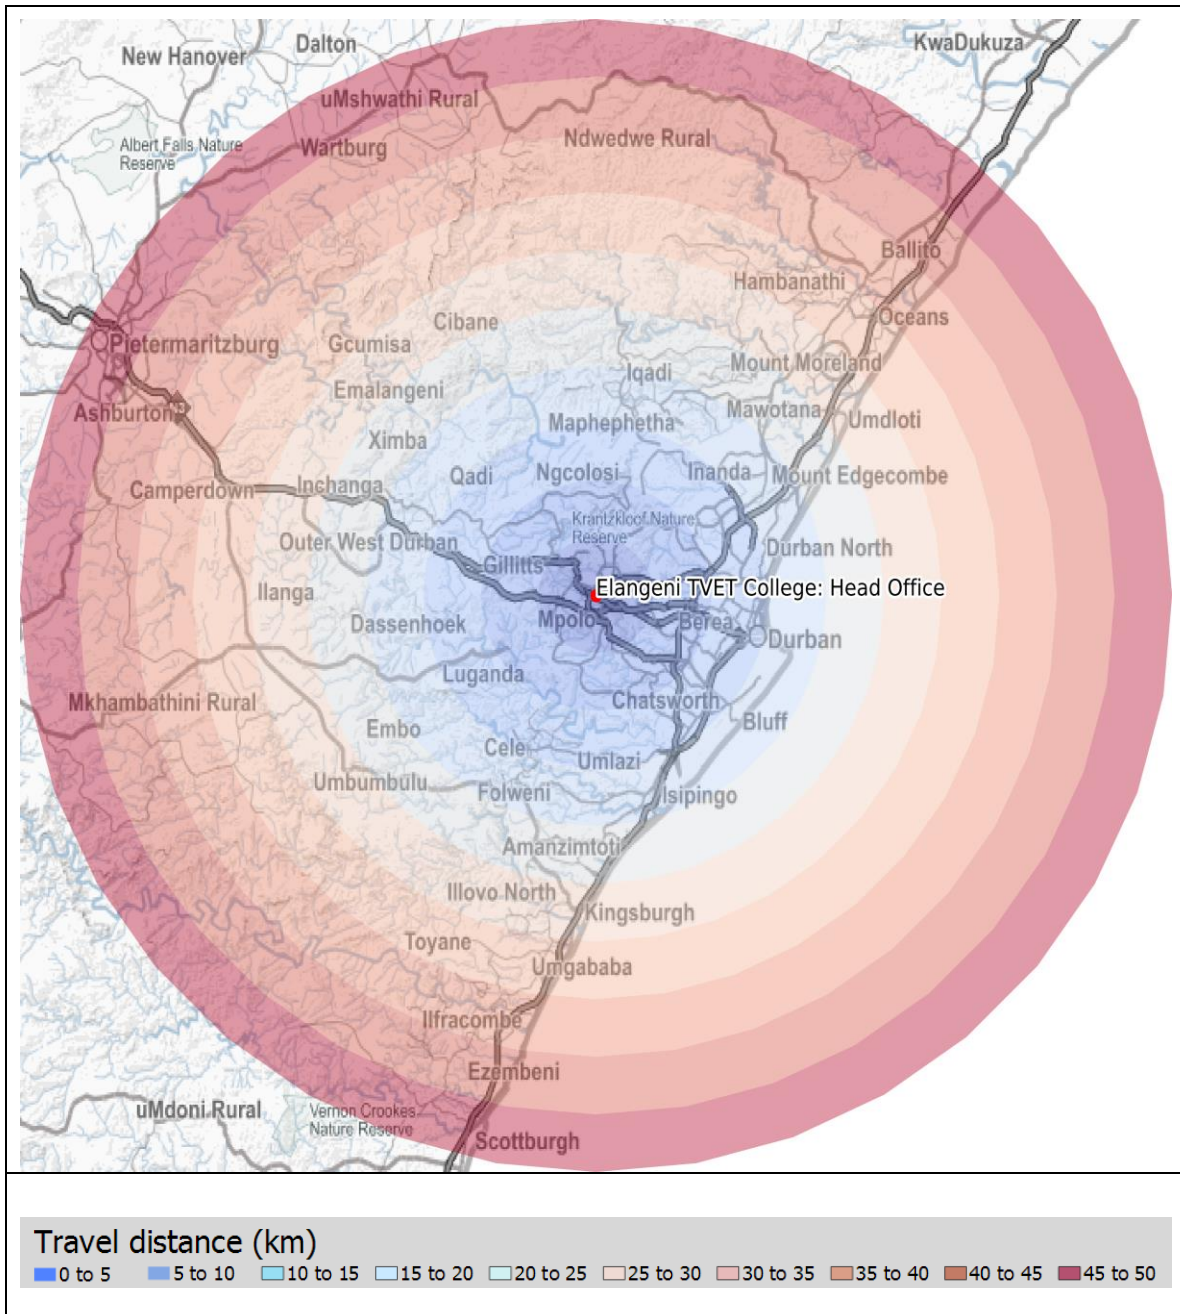 New Hanover
Dalton
KwaDukuza
uMshwathi Rural
Albert Falls Nature
Reserve
Wartburg
Ndwedwe Rural
Ballito
Hambanathi
Oceans
Cibane
Pietermaritzburg
Gcumisa
Mount Moreland
Iqadi
Emalangeni
Ashburton
Mawotana
Umdloti
Maphephetha
Ximba
Qadi
Ngcolosi
Inanda
Mount Edgecombe
Camperdown
Inchanga
Krantzkloof Nature
Reserve
Outer West Durban
Durban North
Gillitts
Elangeni TVET College: Head Office
Ilanga
Dassenhoek
Mpolo
Berea
Durban
Luganda
Mkhambathini Rural
Chatsworth
Bluff
Embo
Cele
Umlazi
Umbumbulu
Folweni
Isipingo
Amanzimtoti
Illovo North
Kingsburgh
Toyane
Umgababa
Ilfracombe
Ezembeni
uMdoni Rural
Vernon Crookes
Nature Reserve
Scottburgh
Travel distance (km)
0 to 5 5 to 10 10 to 15 15 to 20 20 to 25 25 to 30 30 to 35 35 to 40 40 to 45 45 to 50